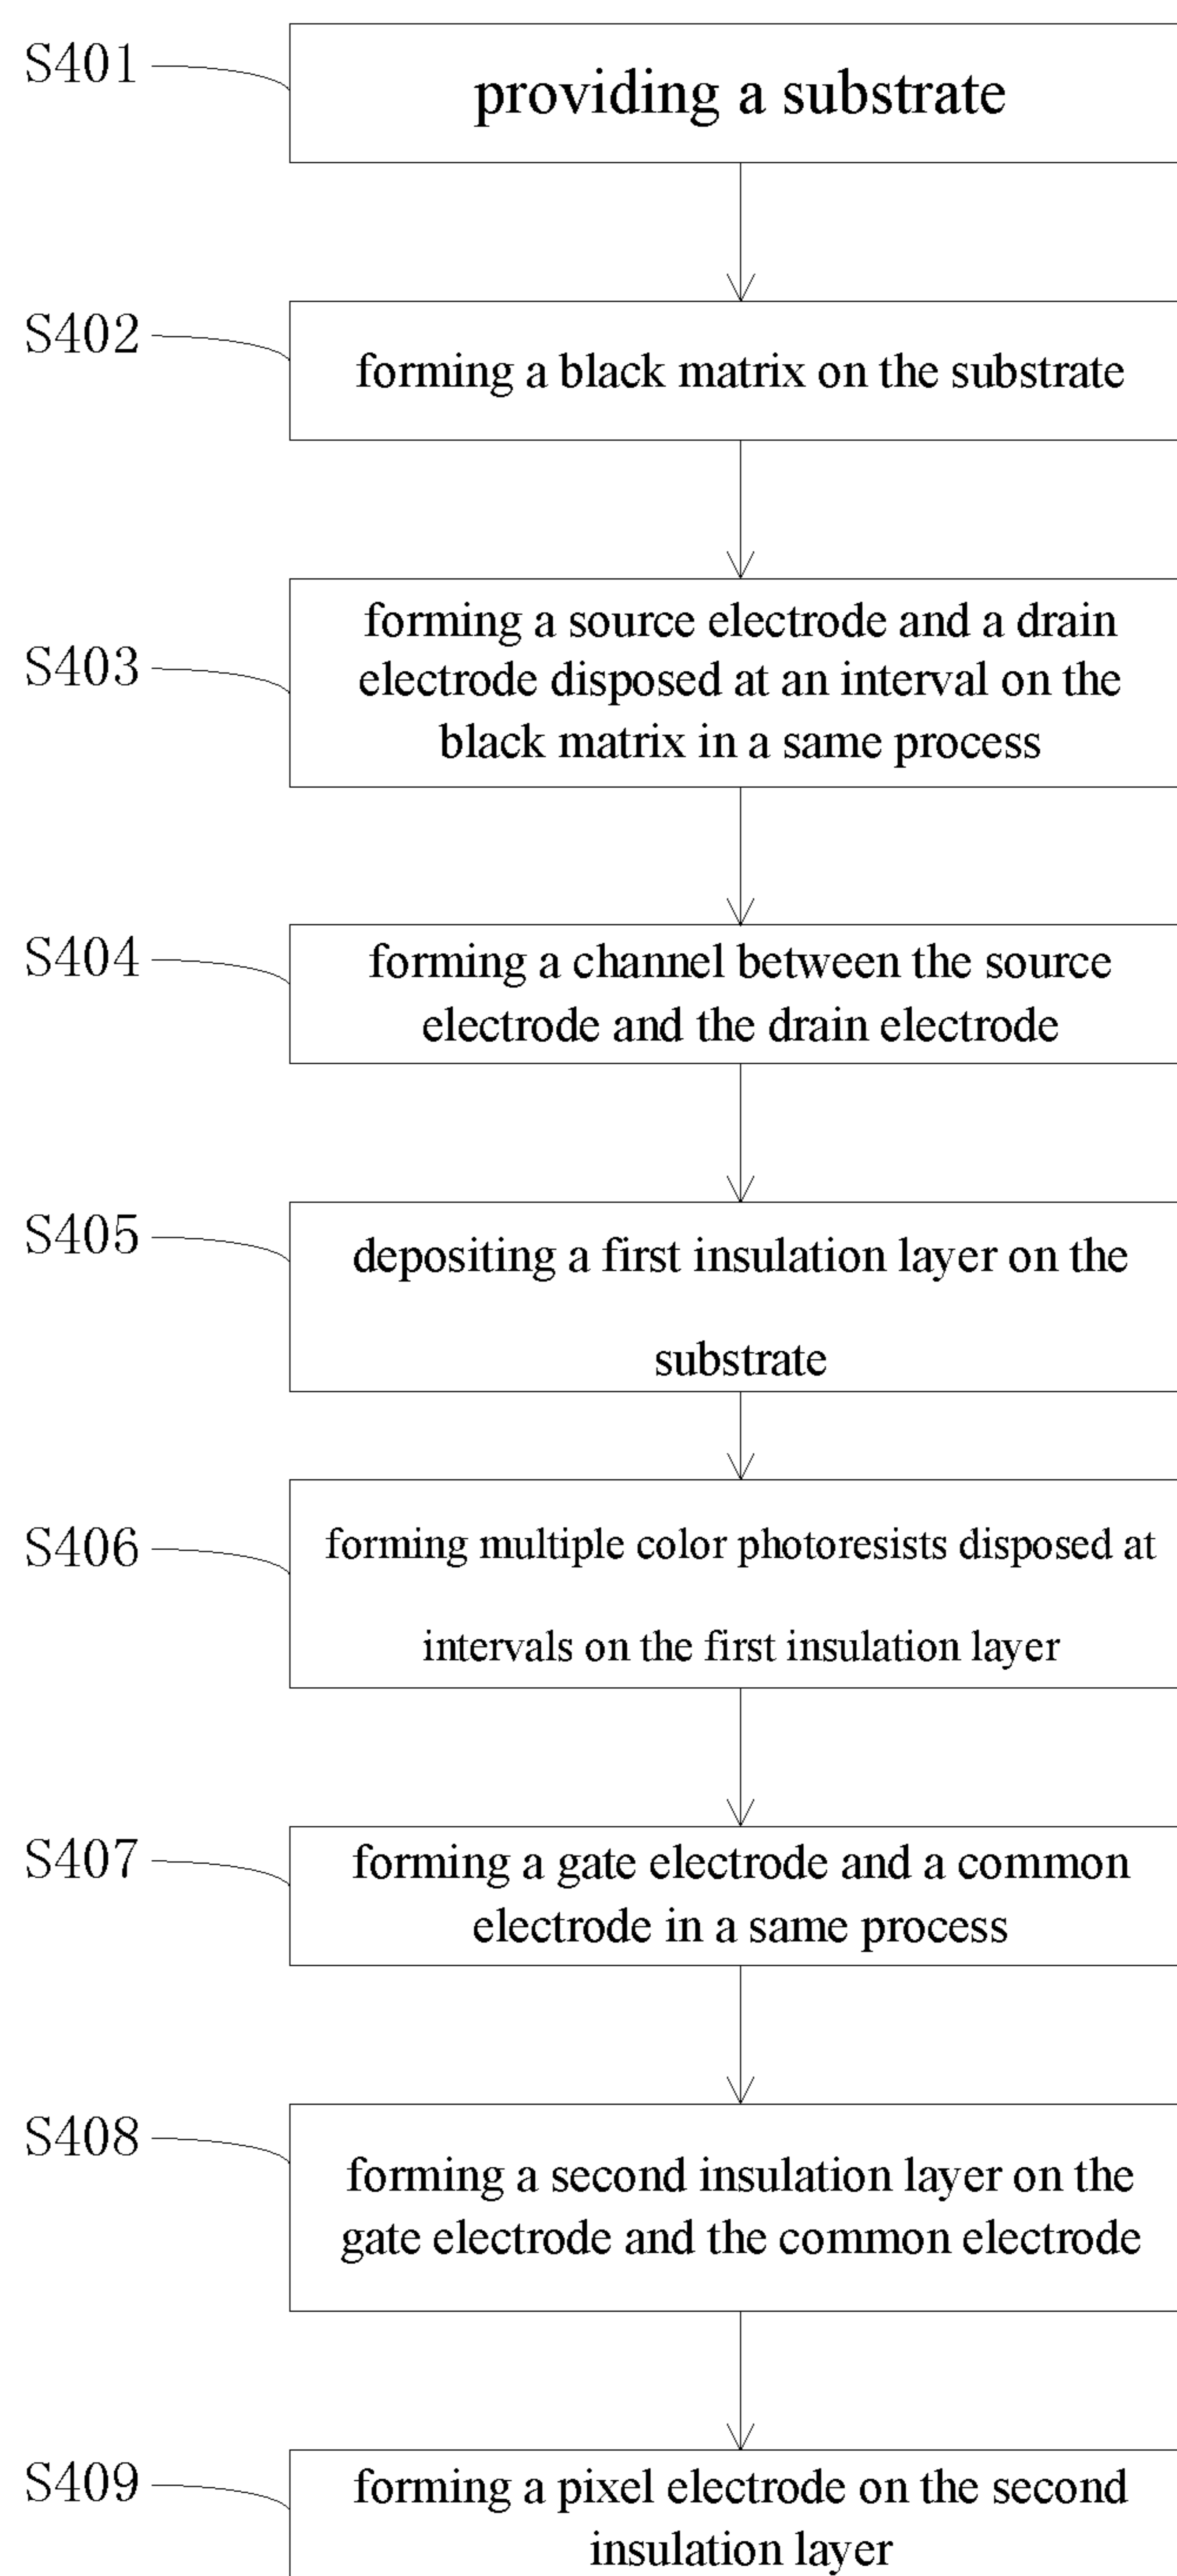 S401
providing a substrate
S402
forming a black matrix on the substrate
S403
forming a source electrode and a drain
electrode disposed at an interval on the
black matrix in a same process
S404
forming a channel between the source
electrode and the drain electrode
S405
depositing a first insulation layer on the
substrate
S406
forming multiple color photoresists disposed at
intervals on the first insulation layer
S407
forming a gate electrode and a common
electrode in a same process
S408
forming a second insulation layer on the
gate electrode and the common electrode
S409
forming a pixel electrode on the second
insulation layer